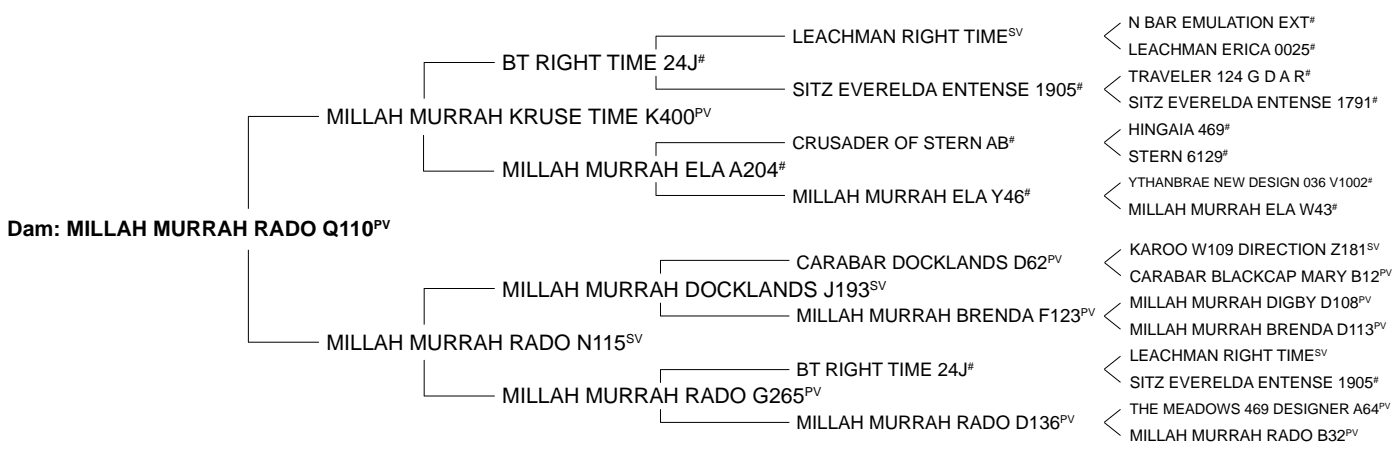 N BAR EMULATION EXT#
LEACHMAN RIGHT TIMESV
LEACHMAN ERICA 0025#
BT RIGHT TIME 24J#
TRAVELER 124 G D A R#
SITZ EVERELDA ENTENSE 1905#
SITZ EVERELDA ENTENSE 1791#
MILLAH MURRAH KRUSE TIME K400PV
HINGAIA 469#
CRUSADER OF STERN AB#
STERN 6129#
MILLAH MURRAH ELA A204#
YTHANBRAE NEW DESIGN 036 V1002#
MILLAH MURRAH ELA Y46#
MILLAH MURRAH ELA W43#
Dam: MILLAH MURRAH RADO Q110PV
KAROO W109 DIRECTION Z181SV
CARABAR DOCKLANDS D62PV
CARABAR BLACKCAP MARY B12PV
MILLAH MURRAH DOCKLANDS J193SV
MILLAH MURRAH DIGBY D108PV
MILLAH MURRAH BRENDA F123PV
MILLAH MURRAH BRENDA D113PV
MILLAH MURRAH RADO N115SV
LEACHMAN RIGHT TIMESV
BT RIGHT TIME 24J#
SITZ EVERELDA ENTENSE 1905#
MILLAH MURRAH RADO G265PV
THE MEADOWS 469 DESIGNER A64PV
MILLAH MURRAH RADO D136PV
MILLAH MURRAH RADO B32PV